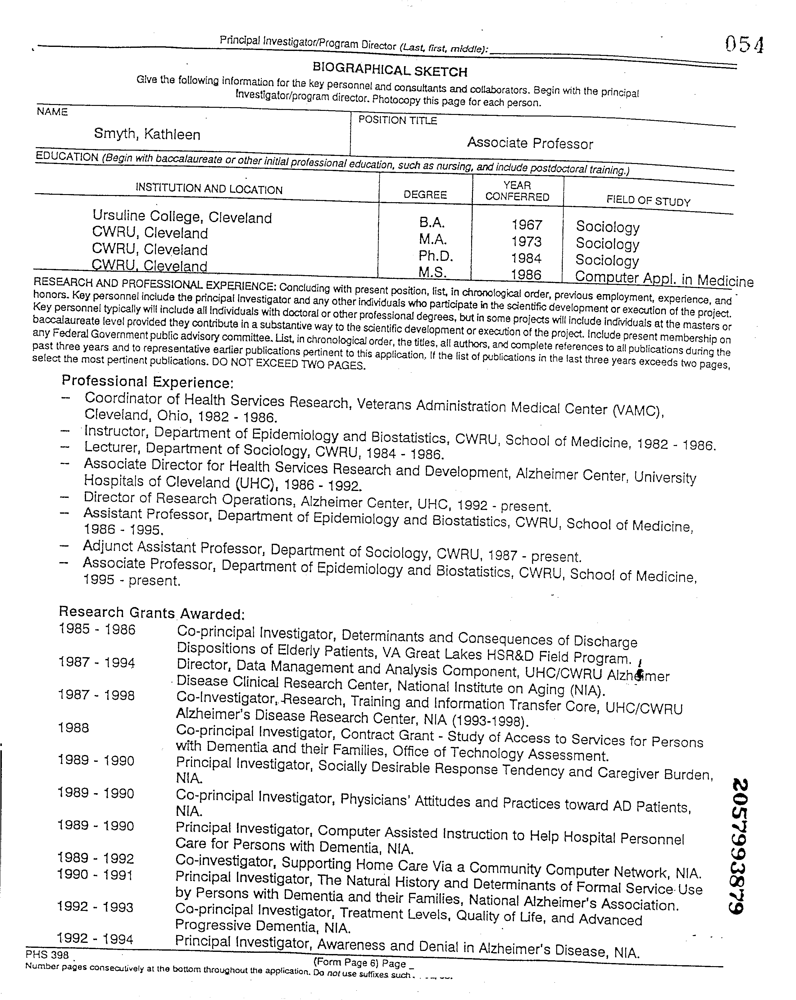 Principal Investigator/Program Director (Last, first, middle):
054
BIOGRAPHICAL SKETCH
Give the following information for the key personnel and consultants and collaborators. Begin with the principal
investigator/program director. Photocopy this page for each person.
NAME
POSITION TITLE
Smyth, Kathleen
Associate Professor
EDUCATION (Begin with baccalaureate or other initial professional education, such as nursing, and include postdoctoral training.)
INSTITUTION AND LOCATION DEGREE YEAR CONFERRED FIELD OF STUDY
Ursuline College, Cleveland B.A. 1967 Sociology
CWRU, Cleveland M.A. 1973 Sociology
CWRU, Cleveland Ph.D. 1984 Sociology
CWRU, Cleveland M.S. 1986 Computer Appl. in Medicine
RESEARCH AND PROFESSIONAL EXPERIENCE: Concluding with present position, list, in chronological order, previous employment, experience, and
honors. Key personnel include the principal investigator and any other individuals who participate in the scientific development or execution of the project.
Key personnel typically will include all individuals with doctoral or other professional degrees, but in some projects will include individuals at the masters or
baccalaureate level provided they contribute in a substantive way to the scientific development or execution of the project. Include present membership on
any Federal Government public advisory committee. List, in chronological order, the titles, all authors, and complete references to all publications during the
past three years and to representative earlier publications pertinent to this application. If the list of publications in the last three years exceeds two pages,
select the most pertinent publications. DO NOT EXCEED TWO PAGES.
Professional Experience:
– Coordinator of Health Services Research, Veterans Administration Medical Center (VAMC),
Cleveland, Ohio, 1982 - 1986.
– Instructor, Department of Epidemiology and Biostatistics, CWRU, School of Medicine, 1982 - 1986.
– Lecturer, Department of Sociology, CWRU, 1984 - 1986.
– Associate Director for Health Services Research and Development, Alzheimer Center, University
Hospitals of Cleveland (UHC), 1986 - 1992.
– Director of Research Operations, Alzheimer Center, UHC, 1992 - present.
– Assistant Professor, Department of Epidemiology and Biostatistics, CWRU, School of Medicine,
1986 - 1995.
– Adjunct Assistant Professor, Department of Sociology, CWRU, 1987 - present.
– Associate Professor, Department of Epidemiology and Biostatistics, CWRU, School of Medicine,
1995 - present.
Research Grants Awarded:
1985 - 1986 Co-principal Investigator, Determinants and Consequences of Discharge
Dispositions of Elderly Patients, VA Great Lakes HSR&D Field Program.
1987 - 1994 Director, Data Management and Analysis Component, UHC/CWRU Alzheimer
Disease Clinical Research Center, National Institute on Aging (NIA).
1987 - 1998 Co-Investigator, Research, Training and Information Transfer Core, UHC/CWRU
Alzheimer's Disease Research Center, NIA (1993-1998).
1988 Co-principal Investigator, Contract Grant - Study of Access to Services for Persons
with Dementia and their Families, Office of Technology Assessment.
1989 - 1990 Principal Investigator, Socially Desirable Response Tendency and Caregiver Burden,
NIA.
1989 - 1990 Co-principal Investigator, Physicians' Attitudes and Practices toward AD Patients,
NIA.
1989 - 1990 Principal Investigator, Computer Assisted Instruction to Help Hospital Personnel
Care for Persons with Dementia, NIA.
1989 - 1992 Co-investigator, Supporting Home Care Via a Community Computer Network, NIA.
1990 - 1991 Principal Investigator, The Natural History and Determinants of Formal Service Use
by Persons with Dementia and their Families, National Alzheimer's Association.
1992 - 1993 Co-principal Investigator, Treatment Levels, Quality of Life, and Advanced
Progressive Dementia, NIA.
1992 - 1994 Principal Investigator, Awareness and Denial in Alzheimer's Disease, NIA.
PHS 398 (Form Page 6) Page
Number pages consecutively at the bottom throughout the application. Do not use suffixes such
2057993879